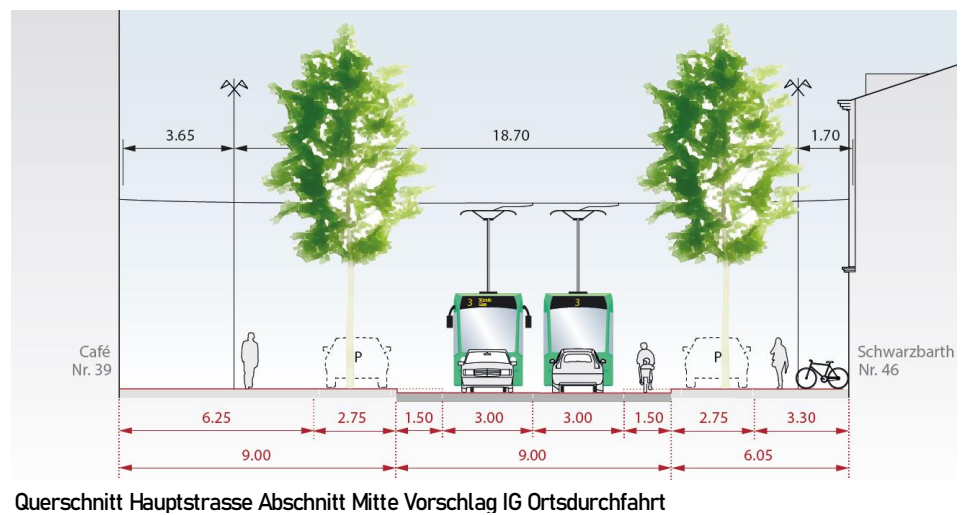 3.65 18.70 1.70
3 St.Louis
3
P P
Café
Nr. 39
Schwarzbarth
Nr. 46
6.25 2.75 1.50 3.00 3.00 1.50 2.75 3.30
9.00 9.00 6.05
Querschnitt Hauptstrasse Abschnitt Mitte Vorschlag IG Ortsdurchfahrt